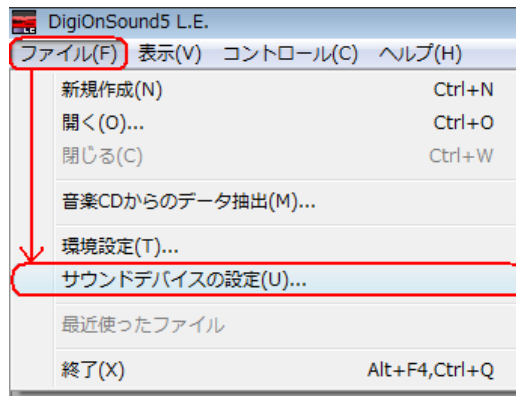 DigiOnSound5 L.E.
ファイル(F) 表示(V) コントロール(C) ヘルプ(H)
新規作成(N) Ctrl+N
開く(O)... Ctrl+O
閉じる(C) Ctrl+W
音楽CDからのデータ抽出(M)...
環境設定(T)...
サウンドデバイスの設定(U)...
最近使ったファイル
終了(X) Alt+F4,Ctrl+Q